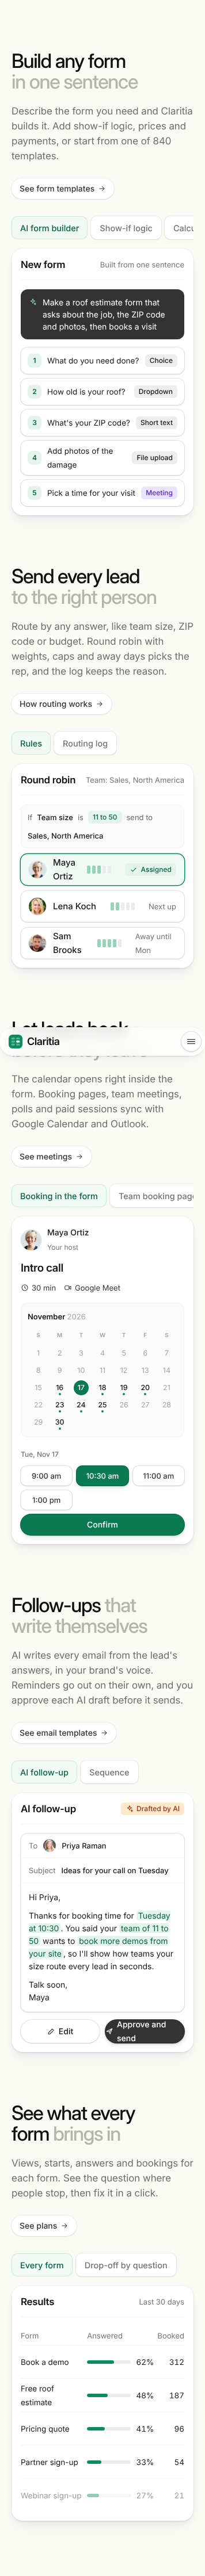 Build any form
in one sentence
Describe the form you need and Claritia
builds it. Add show-if logic, prices and
payments, or start from one of 840
templates.
See form templates →
AI form builder
Show-if logic
New form
Built from one sentence
Make a roof estimate form that
asks about the job, the ZIP code
and photos, then books a visit
1 What do you need done? Choice
2 How old is your roof? Dropdown
3 What's your ZIP code? Short text
4 Add photos of the
damage
File upload
5 Pick a time for your visit Meeting
Send every lead
to the right person
Route by any answer, like team size, ZIP
code or budget. Round robin with
weights, caps and away days picks the
rep, and the log keeps the reason.
How routing works →
Rules
Routing log
Round robin
Team: Sales, North America
If Team size is 11 to 50 send to
Sales, North America
Maya
Ortiz
Assigned
Lena Koch
Next up
Sam
Brooks
Away until
Mon
Claritia
The calendar opens right inside the
form. Booking pages, team meetings,
polls and paid sessions sync with
Google Calendar and Outlook.
See meetings →
Booking in the form
Team booking page
Maya Ortiz
Your host
Intro call
30 min
Google Meet
November 2026
S M T W T F S
1 2 3 4 5 6 7
8 9 10 11 12 13 14
15 16 17 18 19 20 21
22 23 24 25 26 27 28
29 30
Tue, Nov 17
9:00 am
10:30 am
11:00 am
1:00 pm
Confirm
Follow-ups that
write themselves
AI writes every email from the lead's
answers, in your brand's voice.
Reminders go out on their own, and you
approve each AI draft before it sends.
See email templates →
AI follow-up
Sequence
AI follow-up
Drafted by AI
To Priya Raman
Subject Ideas for your call on Tuesday
Hi Priya,
Thanks for booking time for Tuesday
at 10:30. You said your team of 11 to
50 wants to book more demos from
your site, so I'll show how teams your
size route every lead in seconds.
Talk soon,
Maya
Edit
Approve and
send
See what every
form brings in
Views, starts, answers and bookings for
each form. See the question where
people stop, then fix it in a click.
See plans →
Every form
Drop-off by question
Results
Last 30 days
Form Answered Booked
Book a demo 62% 312
Free roof
estimate
48% 187
Pricing quote 41% 96
Partner sign-up 33% 54
Webinar sign-up 27% 21